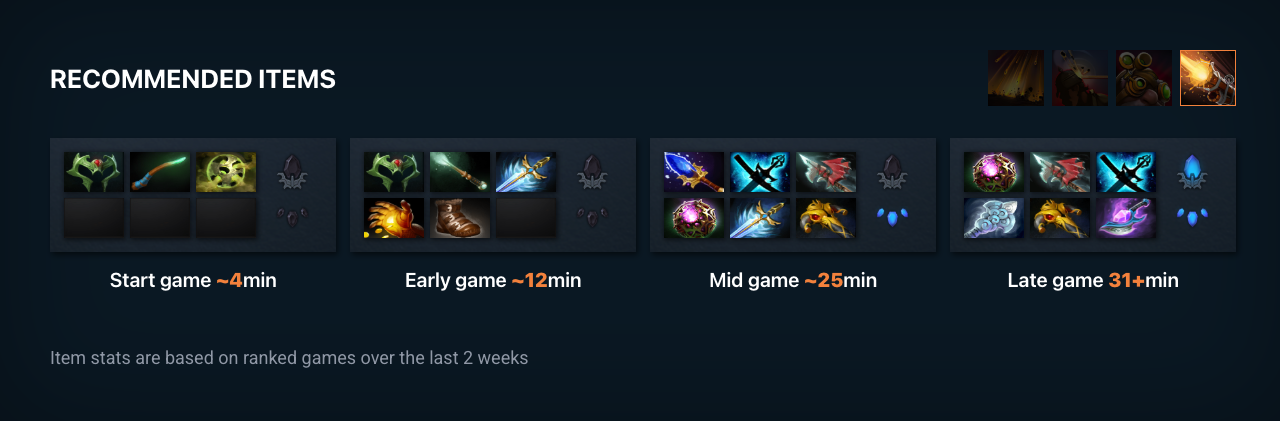 RECOMMENDED ITEMS
Start game ~4min
Early game ~12min
Mid game ~25min
Late game 31+min
Item stats are based on ranked games over the last 2 weeks